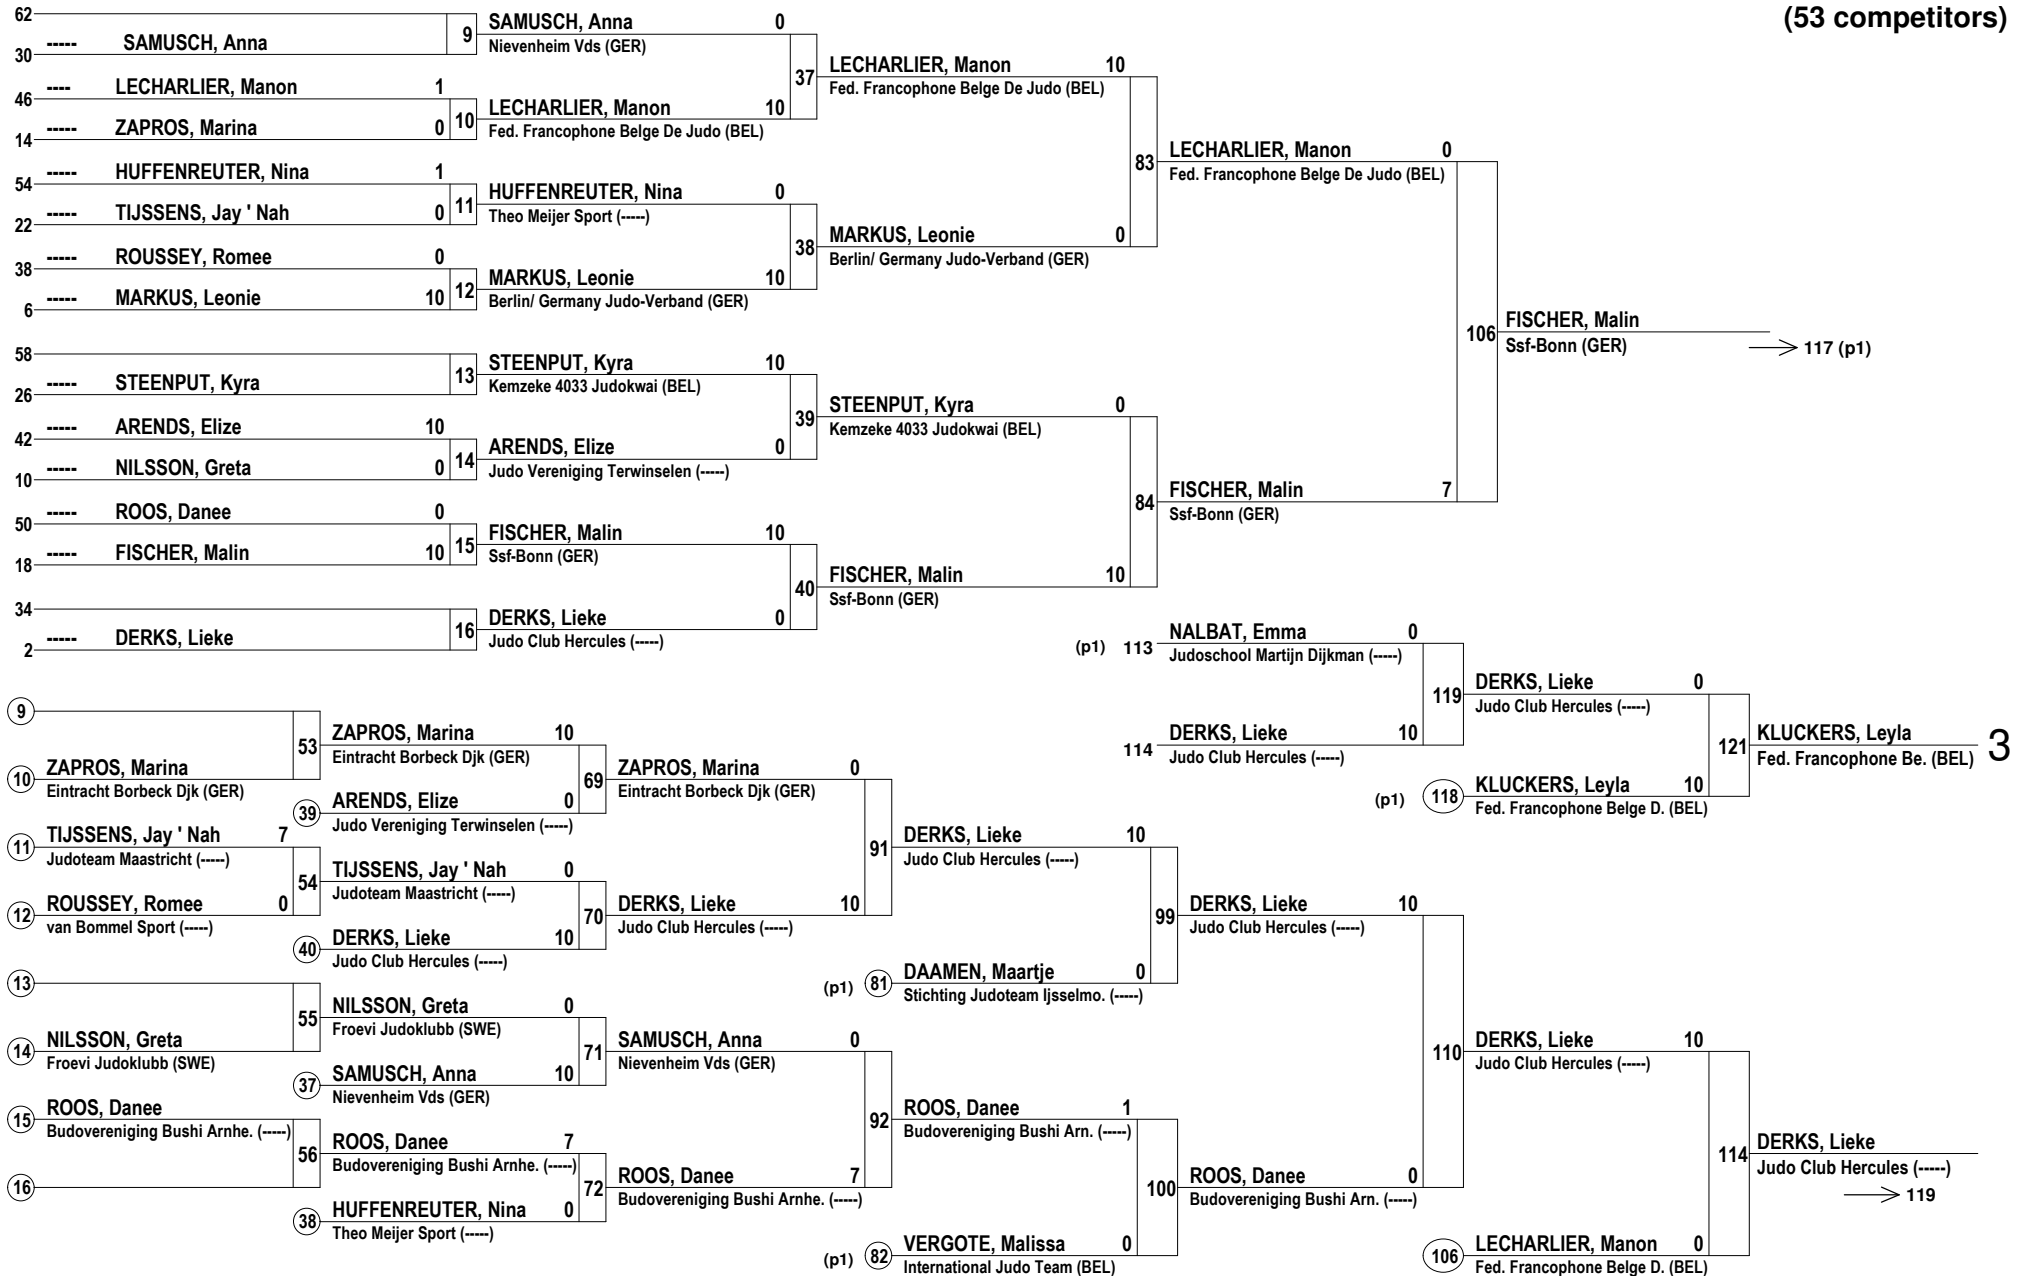 (53 competitors)
62
30 ----- SAMUSCH, Anna
9
46 ---- LECHARLIER, Manon 1
14 ----- ZAPROS, Marina 0
10
54 ----- HUFFENREUTER, Nina 1
22 ----- TIJSSENS, Jay ' Nah 0
11
38 ----- ROUSSEY, Romee 0
6 ----- MARKUS, Leonie 10
12
58
26 ----- STEENPUT, Kyra
13
42 ----- ARENDS, Elize 10
10 ----- NILSSON, Greta 0
14
50 ----- ROOS, Danee 0
18 ----- FISCHER, Malin 10
15
34
2 ----- DERKS, Lieke
16
SAMUSCH, Anna 0
Nievenheim Vds (GER)
37
LECHARLIER, Manon 10
Fed. Francophone Belge De Judo (BEL)
HUFFENREUTER, Nina 0
Theo Meijer Sport (-----)
38
MARKUS, Leonie 10
Berlin/ Germany Judo-Verband (GER)
STEENPUT, Kyra 10
Kemzeke 4033 Judokwai (BEL)
39
ARENDS, Elize 0
Judo Vereniging Terwinselen (-----)
FISCHER, Malin 10
Ssf-Bonn (GER)
40
DERKS, Lieke 0
Judo Club Hercules (-----)
LECHARLIER, Manon 10
Fed. Francophone Belge De Judo (BEL)
83
MARKUS, Leonie 0
Berlin/ Germany Judo-Verband (GER)
STEENPUT, Kyra 0
Kemzeke 4033 Judokwai (BEL)
84
FISCHER, Malin 10
Ssf-Bonn (GER)
LECHARLIER, Manon 0
Fed. Francophone Belge De Judo (BEL)
106
FISCHER, Malin 7
Ssf-Bonn (GER)
FISCHER, Malin
Ssf-Bonn (GER)
117 (p1)
(p1) 113 NALBAT, Emma 0
Judoschool Martijn Dijkman (-----)
119
114 DERKS, Lieke 10
Judo Club Hercules (-----)
DERKS, Lieke 0
Judo Club Hercules (-----)
121
(p1) 118 KLUCKERS, Leyla 10
Fed. Francophone Belge D. (BEL)
KLUCKERS, Leyla
Fed. Francophone Be. (BEL)
3
9
53
10 ZAPROS, Marina
Eintracht Borbeck Djk (GER)
11 TIJSSENS, Jay ' Nah 7
Judoteam Maastricht (-----)
54
12 ROUSSEY, Romee 0
van Bommel Sport (-----)
13
55
14 NILSSON, Greta
Froevi Judoklubb (SWE)
15 ROOS, Danee
Budovereniging Bushi Arnhe. (-----)
56
16
ZAPROS, Marina 10
Eintracht Borbeck Djk (GER)
69
39 ARENDS, Elize 0
Judo Vereniging Terwinselen (-----)
TIJSSENS, Jay ' Nah 0
Judoteam Maastricht (-----)
70
40 DERKS, Lieke 10
Judo Club Hercules (-----)
NILSSON, Greta 0
Froevi Judoklubb (SWE)
71
37 SAMUSCH, Anna 10
Nievenheim Vds (GER)
ROOS, Danee 7
Budovereniging Bushi Arnhe. (-----)
72
38 HUFFENREUTER, Nina 0
Theo Meijer Sport (-----)
ZAPROS, Marina 0
Eintracht Borbeck Djk (GER)
91
DERKS, Lieke 10
Judo Club Hercules (-----)
SAMUSCH, Anna 0
Nievenheim Vds (GER)
92
ROOS, Danee 7
Budovereniging Bushi Arnhe. (-----)
DERKS, Lieke 10
Judo Club Hercules (-----)
99
(p1) 81 DAAMEN, Maartje 0
Stichting Judoteam Ijsselmo. (-----)
ROOS, Danee 1
Budovereniging Bushi Arn. (-----)
100
(p1) 82 VERGOTE, Malissa 0
International Judo Team (BEL)
DERKS, Lieke 10
Judo Club Hercules (-----)
110
ROOS, Danee 0
Budovereniging Bushi Arn. (-----)
DERKS, Lieke 10
Judo Club Hercules (-----)
114
106 LECHARLIER, Manon 0
Fed. Francophone Belge D. (BEL)
DERKS, Lieke
Judo Club Hercules (-----)
119